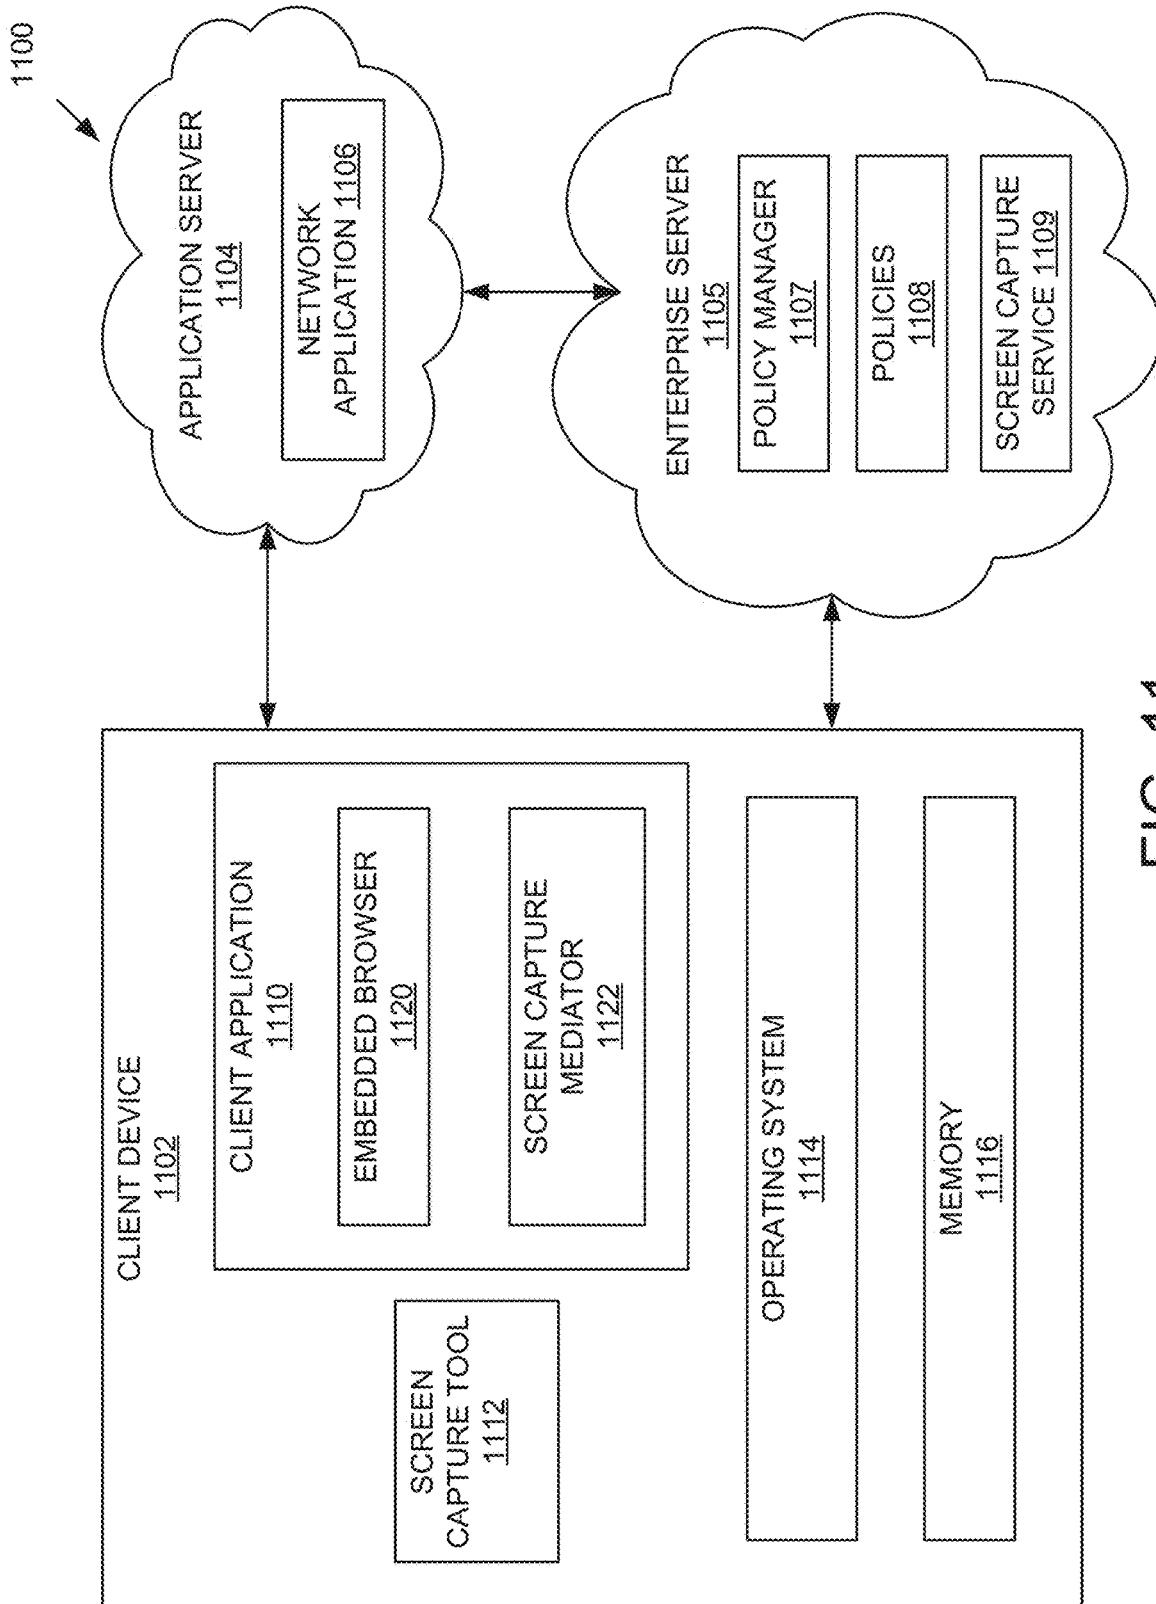 1100
CLIENT DEVICE
1102
SCREEN
CAPTURE TOOL
1112
CLIENT APPLICATION
1110
EMBEDDED BROWSER
1120
SCREEN CAPTURE
MEDIATOR
1122
OPERATING SYSTEM
1114
MEMORY
1116
APPLICATION SERVER
1104
NETWORK
APPLICATION 1106
ENTERPRISE SERVER
1105
POLICY MANAGER
1107
POLICIES
1108
SCREEN CAPTURE
SERVICE 1109
FIG. 11